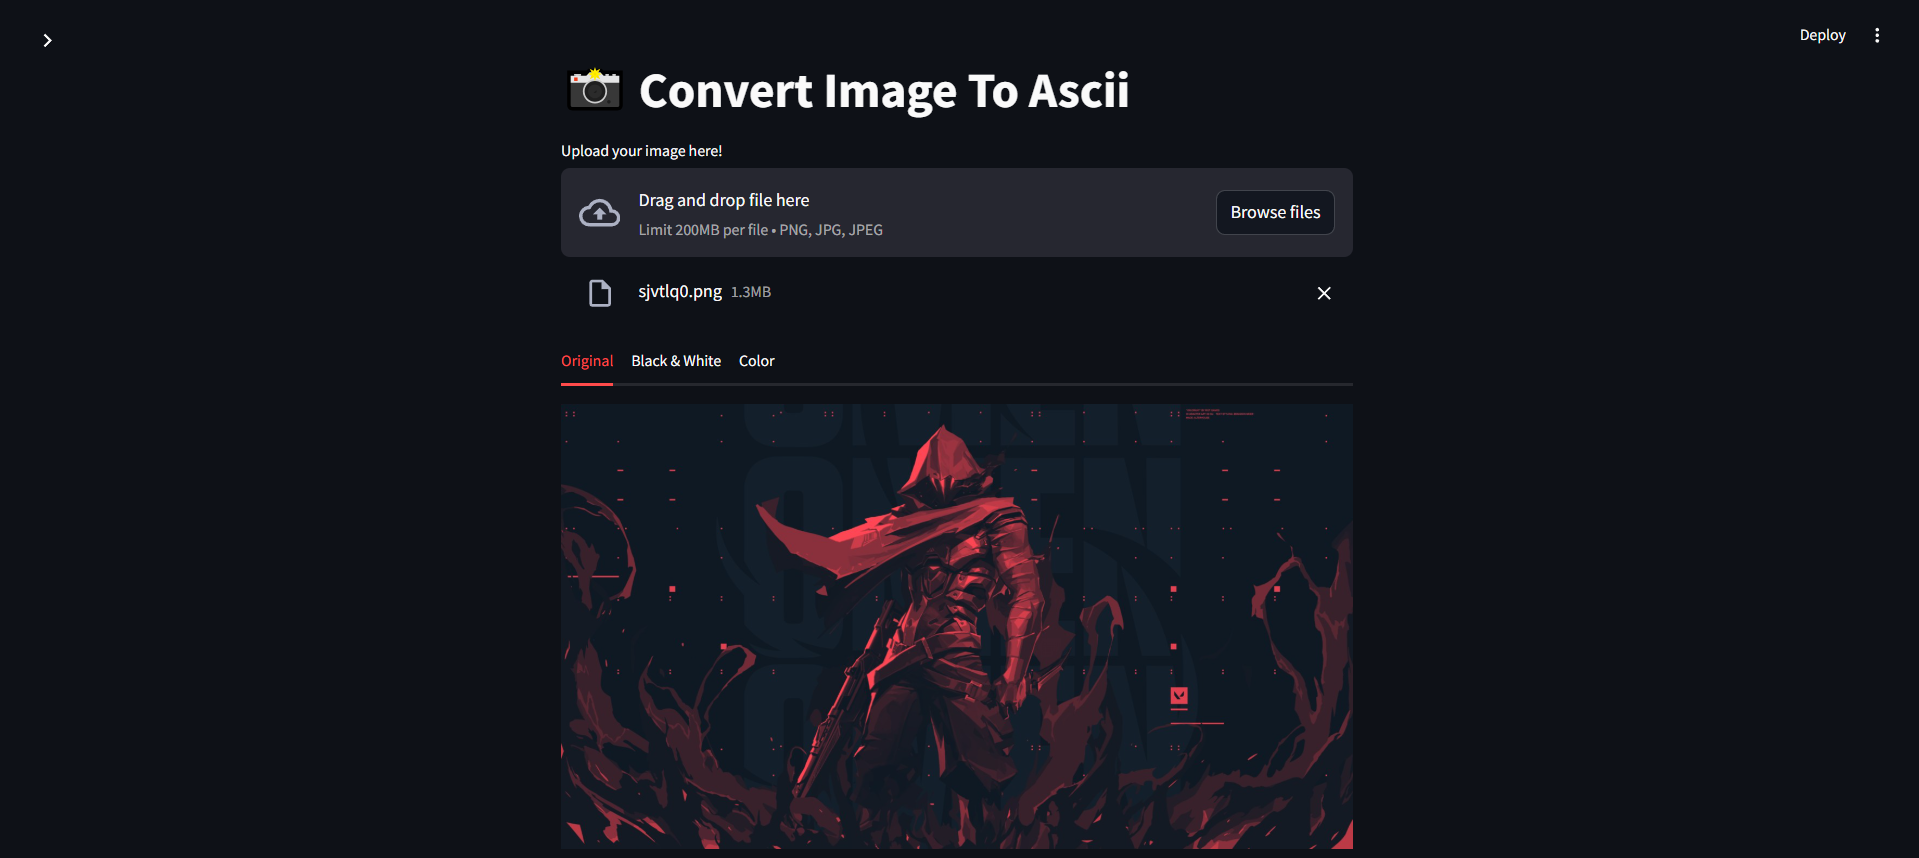 Deploy
Convert Image To Ascii
Upload your image here!
Drag and drop file here
Limit 200MB per file • PNG, JPG, JPEG
Browse files
sjvtlq0.png 1.3MB
Original Black & White Color
OMEN